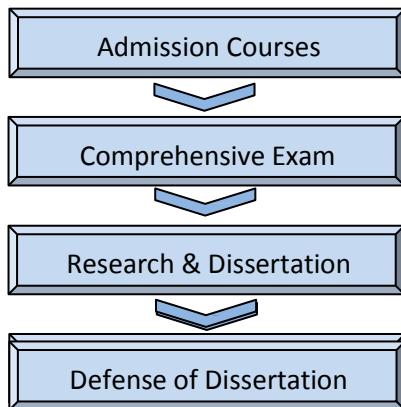 Admission Courses
Comprehensive Exam
Research & Dissertation
Defense of Dissertation